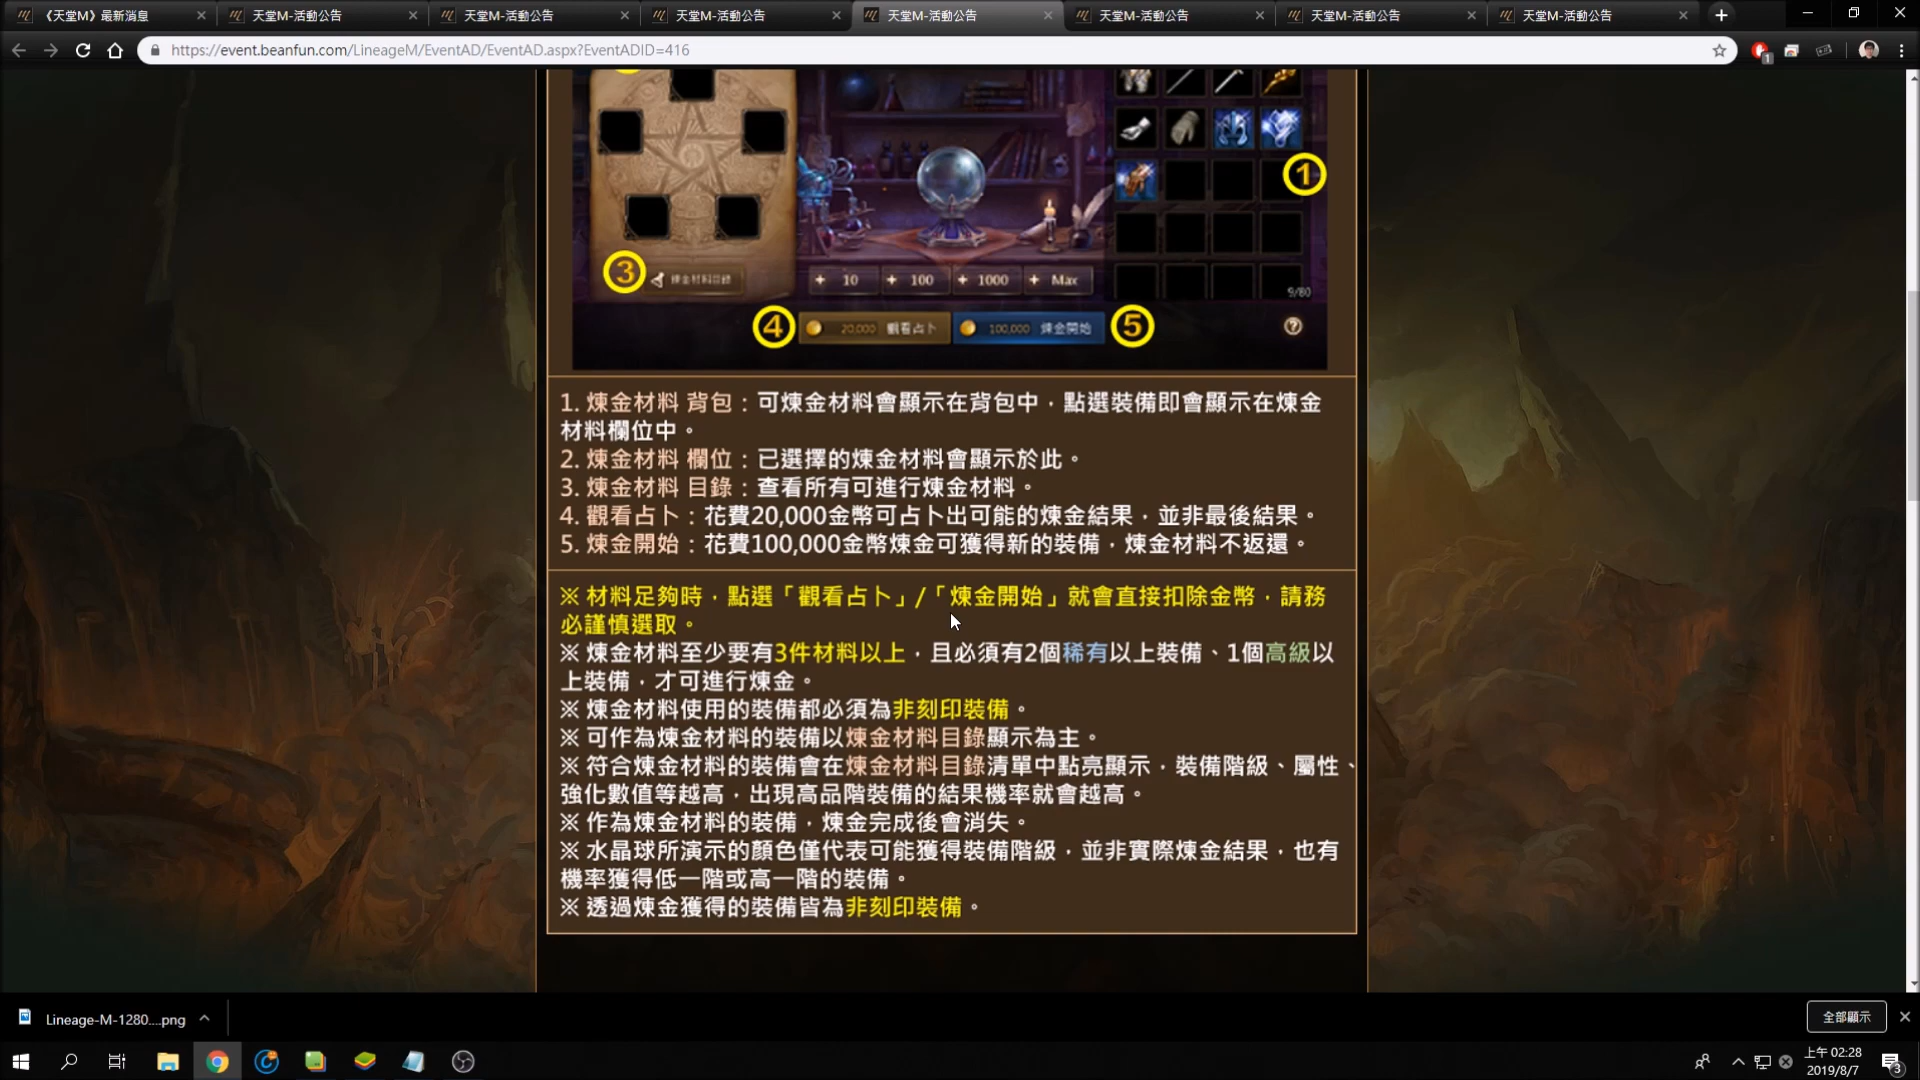 《天堂M》最新消息
天堂M-活動公告
天堂M-活動公告
天堂M-活動公告
天堂M-活動公告
天堂M-活動公告
天堂M-活動公告
天堂M-活動公告
https://event.beanfun.com/LineageM/EventAD/EventAD.aspx?EventADID=416
1
①
③ 煉金材料目錄
+ 10 + 100 + 1000 + Max
9/80
④ 20,000 觀看占卜 100,000 煉金開始 ⑤ ?
1. 煉金材料 背包：可煉金材料會顯示在背包中，點選裝備即會顯示在煉金
材料欄位中。
2. 煉金材料 欄位：已選擇的煉金材料會顯示於此。
3. 煉金材料 目錄：查看所有可進行煉金材料。
4. 觀看占卜：花費20,000金幣可占卜出可能的煉金結果，並非最後結果。
5. 煉金開始：花費100,000金幣煉金可獲得新的裝備，煉金材料不返還。
※ 材料足夠時，點選「觀看占卜」/「煉金開始」就會直接扣除金幣，請務
必謹慎選取。
※ 煉金材料至少要有3件材料以上，且必須有2個稀有以上裝備、1個高級以
上裝備，才可進行煉金。
※ 煉金材料使用的裝備都必須為非刻印裝備。
※ 可作為煉金材料的裝備以煉金材料目錄顯示為主。
※ 符合煉金材料的裝備會在煉金材料目錄清單中點亮顯示，裝備階級、屬性、
強化數值等越高，出現高品階裝備的結果機率就會越高。
※ 作為煉金材料的裝備，煉金完成後會消失。
※ 水晶球所演示的顏色僅代表可能獲得裝備階級，並非實際煉金結果，也有
機率獲得低一階或高一階的裝備。
※ 透過煉金獲得的裝備皆為非刻印裝備。
Lineage-M-1280....png
全部顯示
上午 02:28
2019/8/7
3